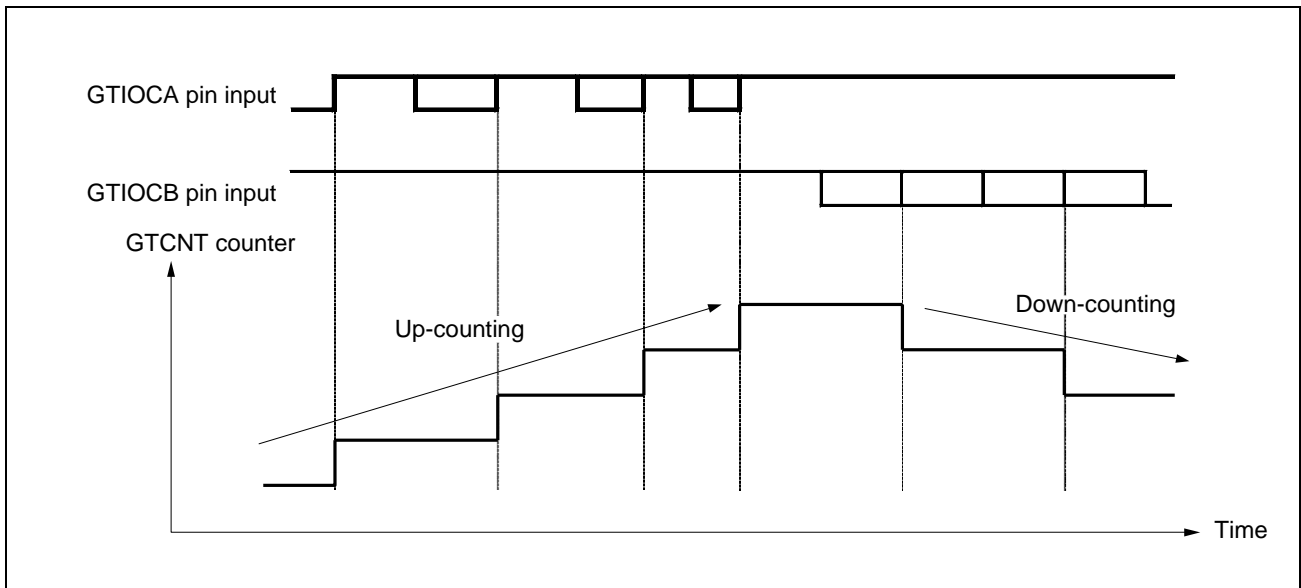 GTIOCA pin input
GTIOCB pin input
GTCNT counter
Up-counting
Down-counting
Time